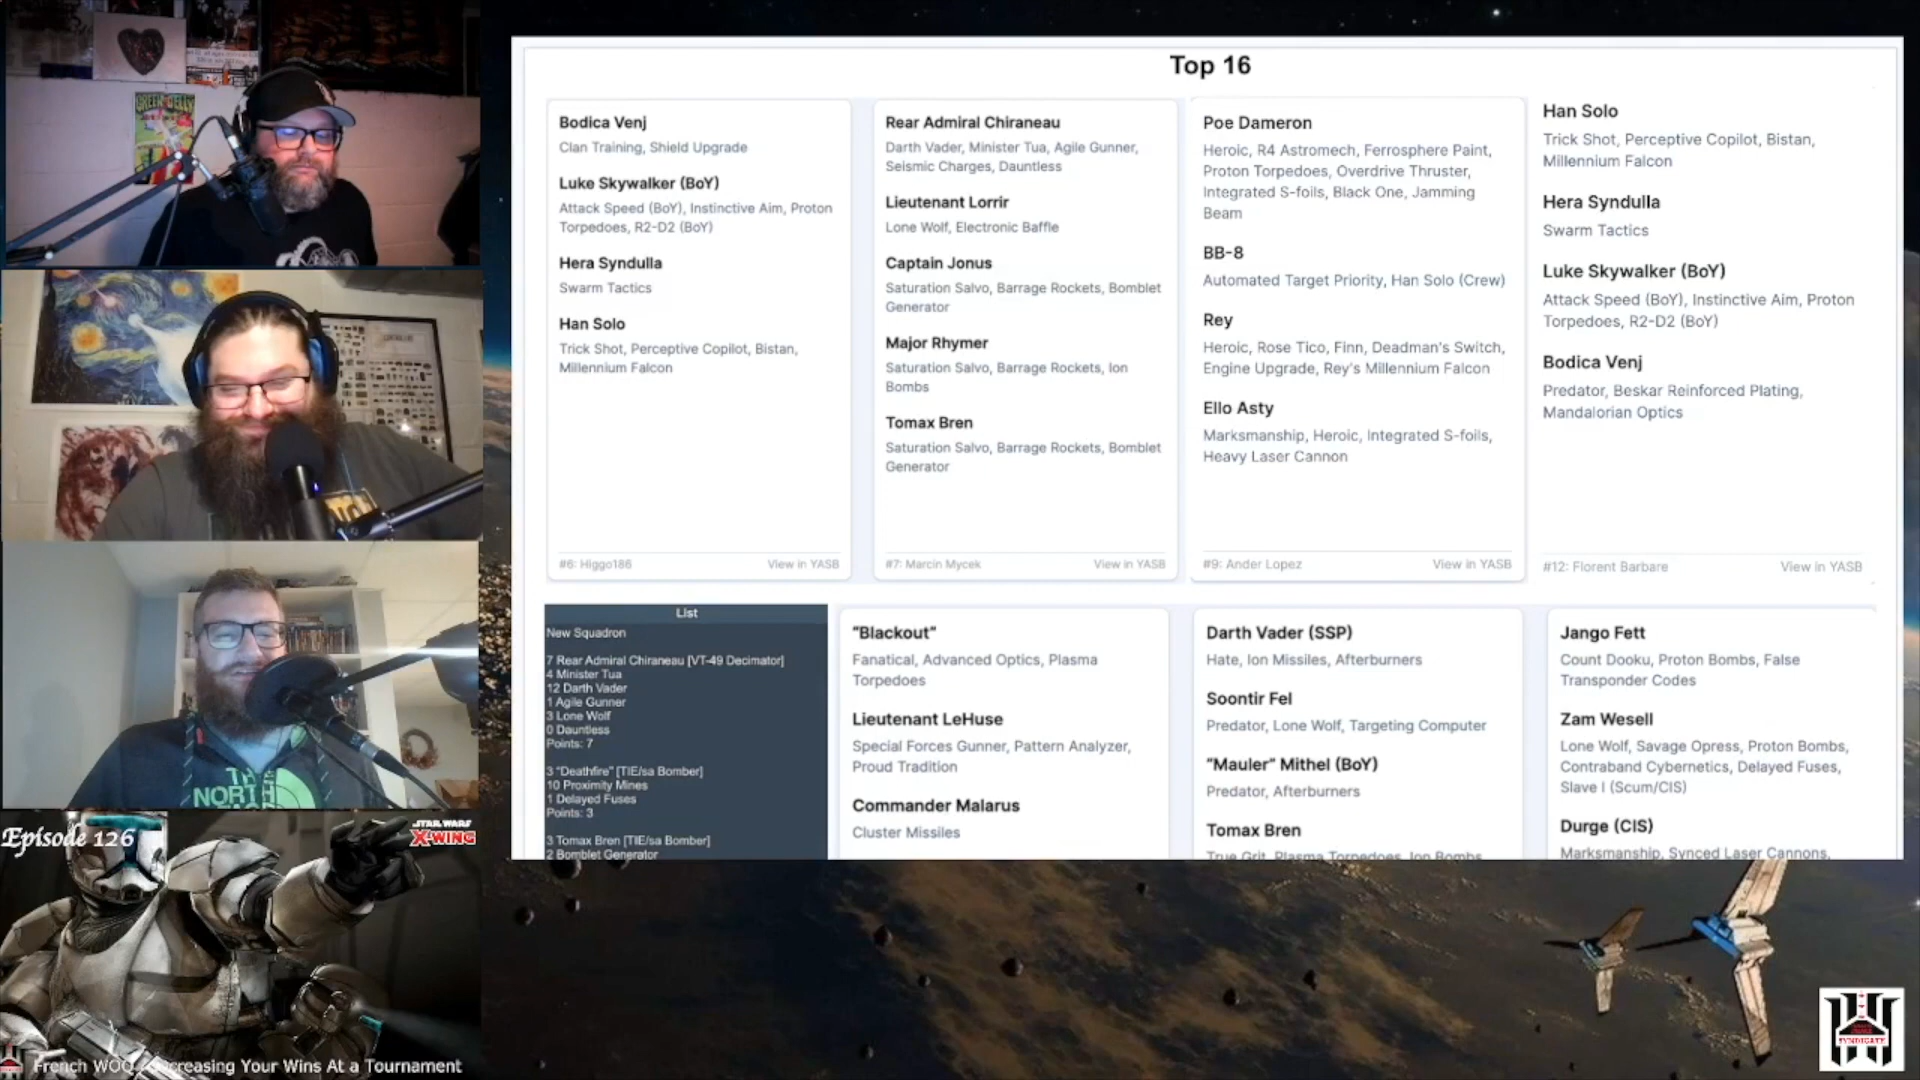 Top 16
Bodica Venj
Clan Training, Shield Upgrade
Luke Skywalker (BoY)
Attack Speed (BoY), Instinctive Aim, Proton
Torpedoes, R2-D2 (BoY)
Hera Syndulla
Swarm Tactics
Han Solo
Trick Shot, Perceptive Copilot, Bistan,
Millennium Falcon
#6: Higgo186
View in YASB
Rear Admiral Chiraneau
Darth Vader, Minister Tua, Agile Gunner,
Seismic Charges, Dauntless
Lieutenant Lorrir
Lone Wolf, Electronic Baffle
Captain Jonus
Saturation Salvo, Barrage Rockets, Bomblet
Generator
Major Rhymer
Saturation Salvo, Barrage Rockets, Ion
Bombs
Tomax Bren
Saturation Salvo, Barrage Rockets, Bomblet
Generator
#7: Marcin Mycek
View in YASB
Poe Dameron
Heroic, R4 Astromech, Ferrosphere Paint,
Proton Torpedoes, Overdrive Thruster,
Integrated S-foils, Black One, Jamming
Beam
BB-8
Automated Target Priority, Han Solo (Crew)
Rey
Heroic, Rose Tico, Finn, Deadman's Switch,
Engine Upgrade, Rey's Millennium Falcon
Ello Asty
Marksmanship, Heroic, Integrated S-foils,
Heavy Laser Cannon
#9: Ander Lopez
View in YASB
Han Solo
Trick Shot, Perceptive Copilot, Bistan,
Millennium Falcon
Hera Syndulla
Swarm Tactics
Luke Skywalker (BoY)
Attack Speed (BoY), Instinctive Aim, Proton
Torpedoes, R2-D2 (BoY)
Bodica Venj
Predator, Beskar Reinforced Plating,
Mandalorian Optics
#12: Florent Barbare
View in YASB
List
New Squadron
7 Rear Admiral Chiraneau [VT-49 Decimator]
4 Minister Tua
12 Darth Vader
1 Agile Gunner
3 Lone Wolf
0 Dauntless
Points: 7
3 "Deathfire" [TIE/sa Bomber]
10 Proximity Mines
1 Delayed Fuses
Points: 3
3 Tomax Bren [TIE/sa Bomber]
2 Bomblet Generator
"Blackout"
Fanatical, Advanced Optics, Plasma
Torpedoes
Lieutenant LeHuse
Special Forces Gunner, Pattern Analyzer,
Proud Tradition
Commander Malarus
Cluster Missiles
Darth Vader (SSP)
Hate, Ion Missiles, Afterburners
Soontir Fel
Predator, Lone Wolf, Targeting Computer
"Mauler" Mithel (BoY)
Predator, Afterburners
Tomax Bren
True Grit, Plasma Torpedoes, Ion Bombs
Jango Fett
Count Dooku, Proton Bombs, False
Transponder Codes
Zam Wesell
Lone Wolf, Savage Opress, Proton Bombs,
Contraband Cybernetics, Delayed Fuses,
Slave I (Scum/CIS)
Durge (CIS)
Marksmanship, Synced Laser Cannons,
GREEN JELLY
THE
NORTH
Episode 126
STAR WARS
X-WING
French WOQ
creasing Your Wins At a Tournament
SYNDICATE